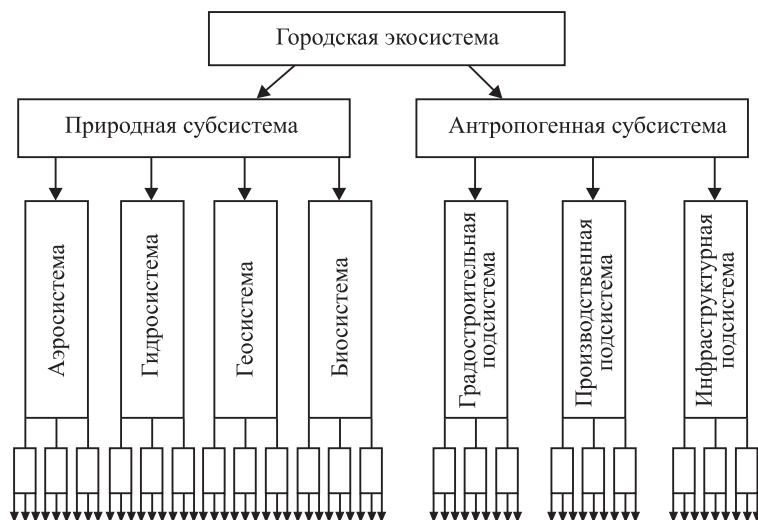 Городская экосистема
Природная субсистема
Антропогенная субсистема
Аэросистема
Гидросистема
Геосистема
Биосистема
Градостроительная
подсистема
Производственная
подсистема
Инфраструктурная
подсистема